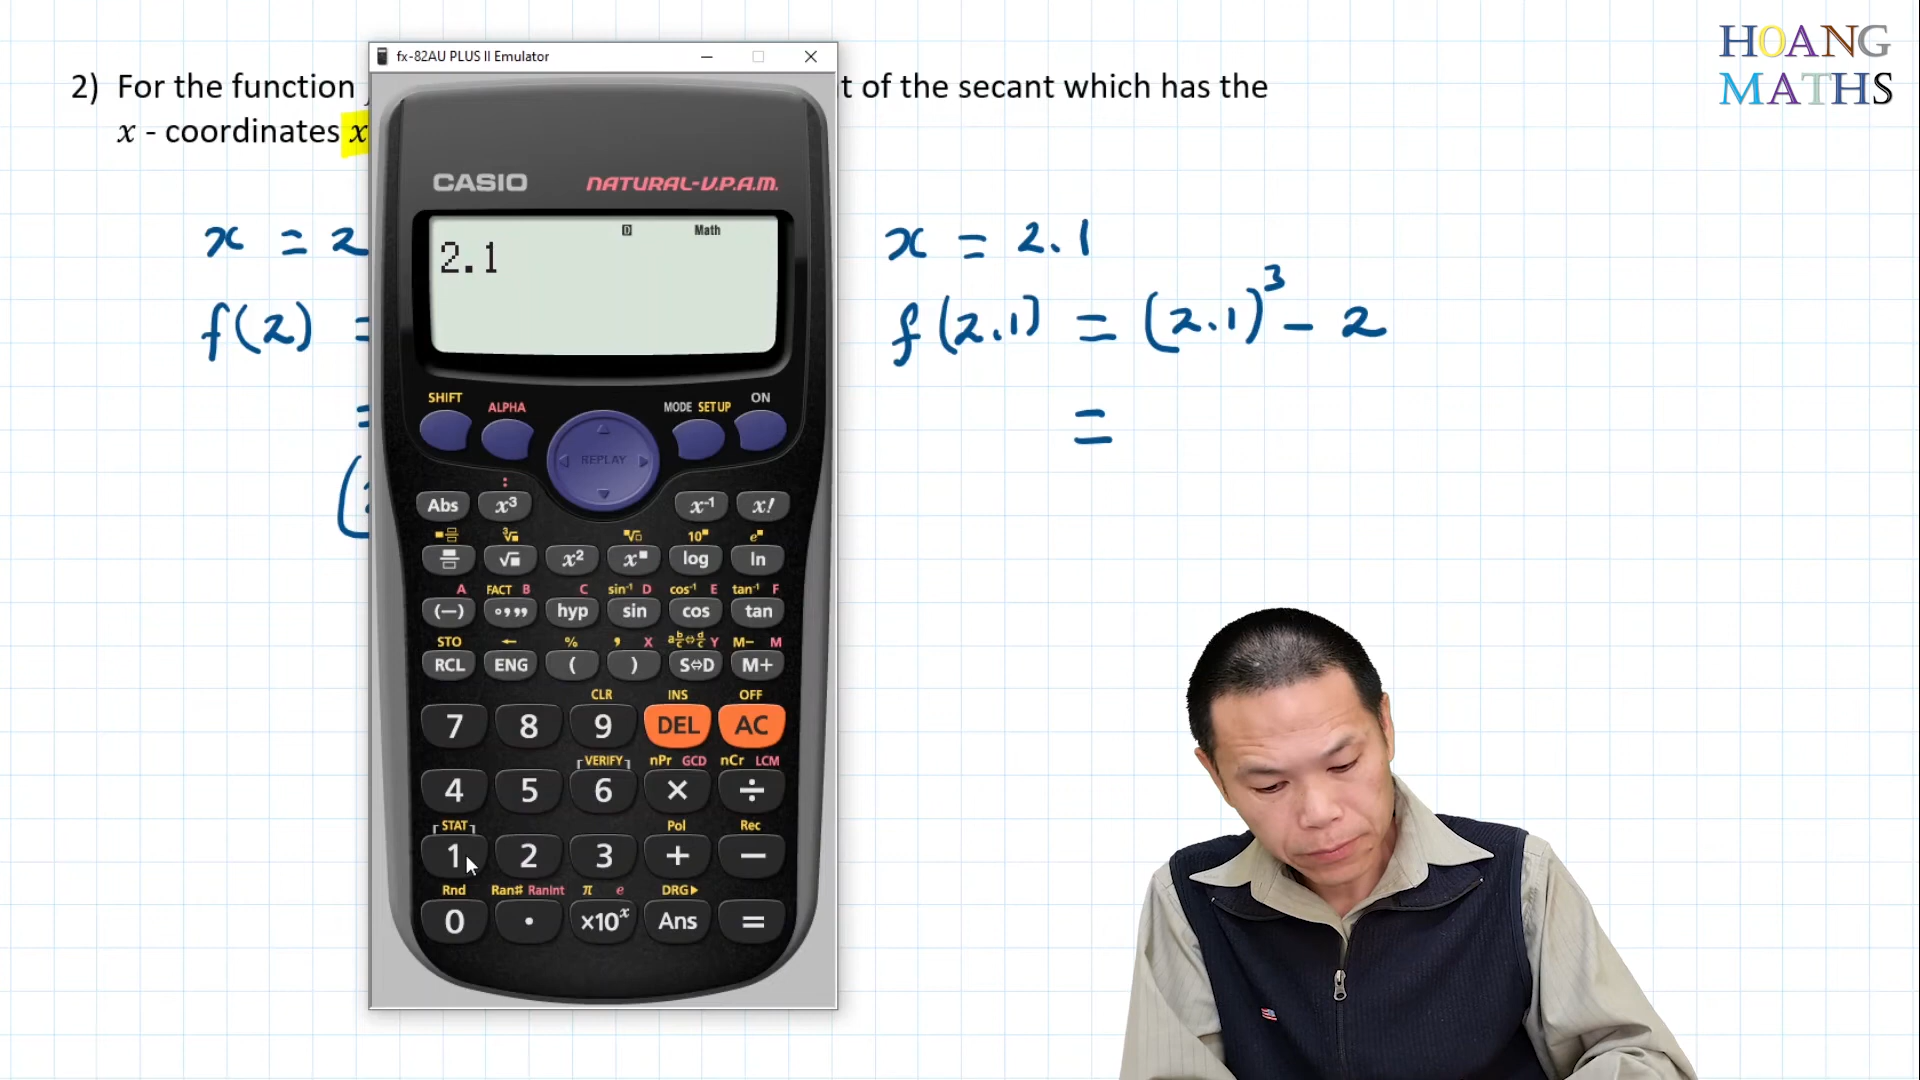 HOANG
MATHS
fx-82AU PLUS II Emulator
2) For the function
t of the secant which has the
x - coordinates x
x = 2
f(2) =
=
(
x = 2.1
f(2.1) = (2.1)³ - 2
=
CASIO
NATURAL-V.P.A.M.
D Math
2.1
SHIFT
ALPHA
MODE SETUP
ON
REPLAY
:
Abs x³ x⁻¹ x!
³√■ ■√□ 10■ e■
√■ x² x■ log ln
A FACT B C sin⁻¹ D cos⁻¹ E tan⁻¹ F
(−) °,,, hyp sin cos tan
STO ← % , X a b/c⇔d/c Y M− M
RCL ENG ( ) S⇔D M+
CLR INS OFF
7 8 9 DEL AC
VERIFY nPr GCD nCr LCM
4 5 6 × ÷
STAT Pol Rec
1 2 3 + −
Rnd Ran# RanInt π e DRG▶
0 . ×10ˣ Ans =